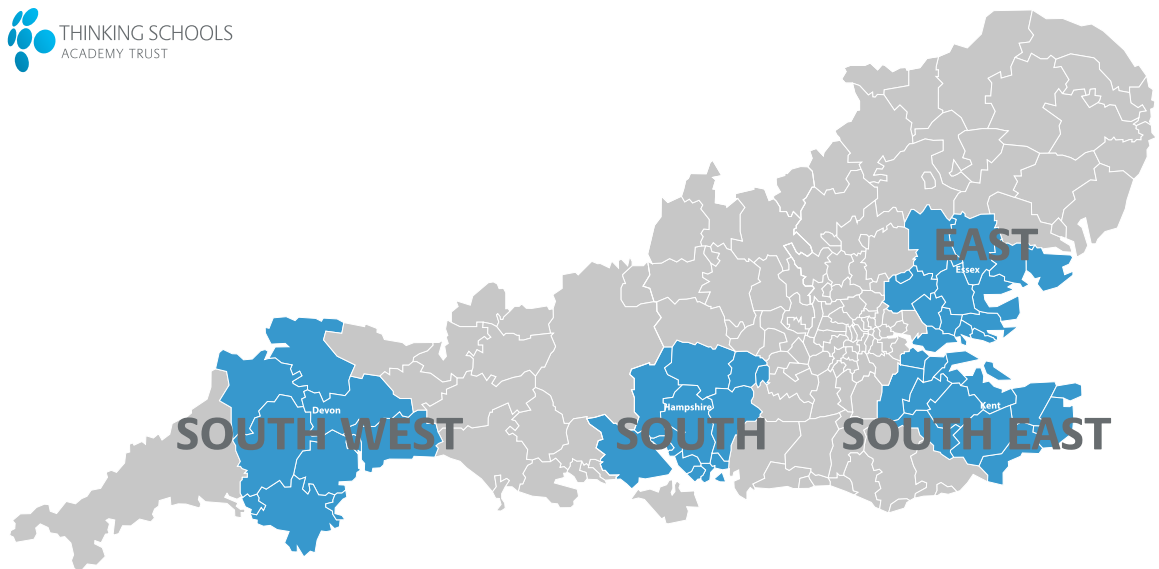 THINKING SCHOOLS
ACADEMY TRUST
EAST
Essex
Devon
SOUTH WEST
Hampshire
SOUTH
Kent
SOUTH EAST